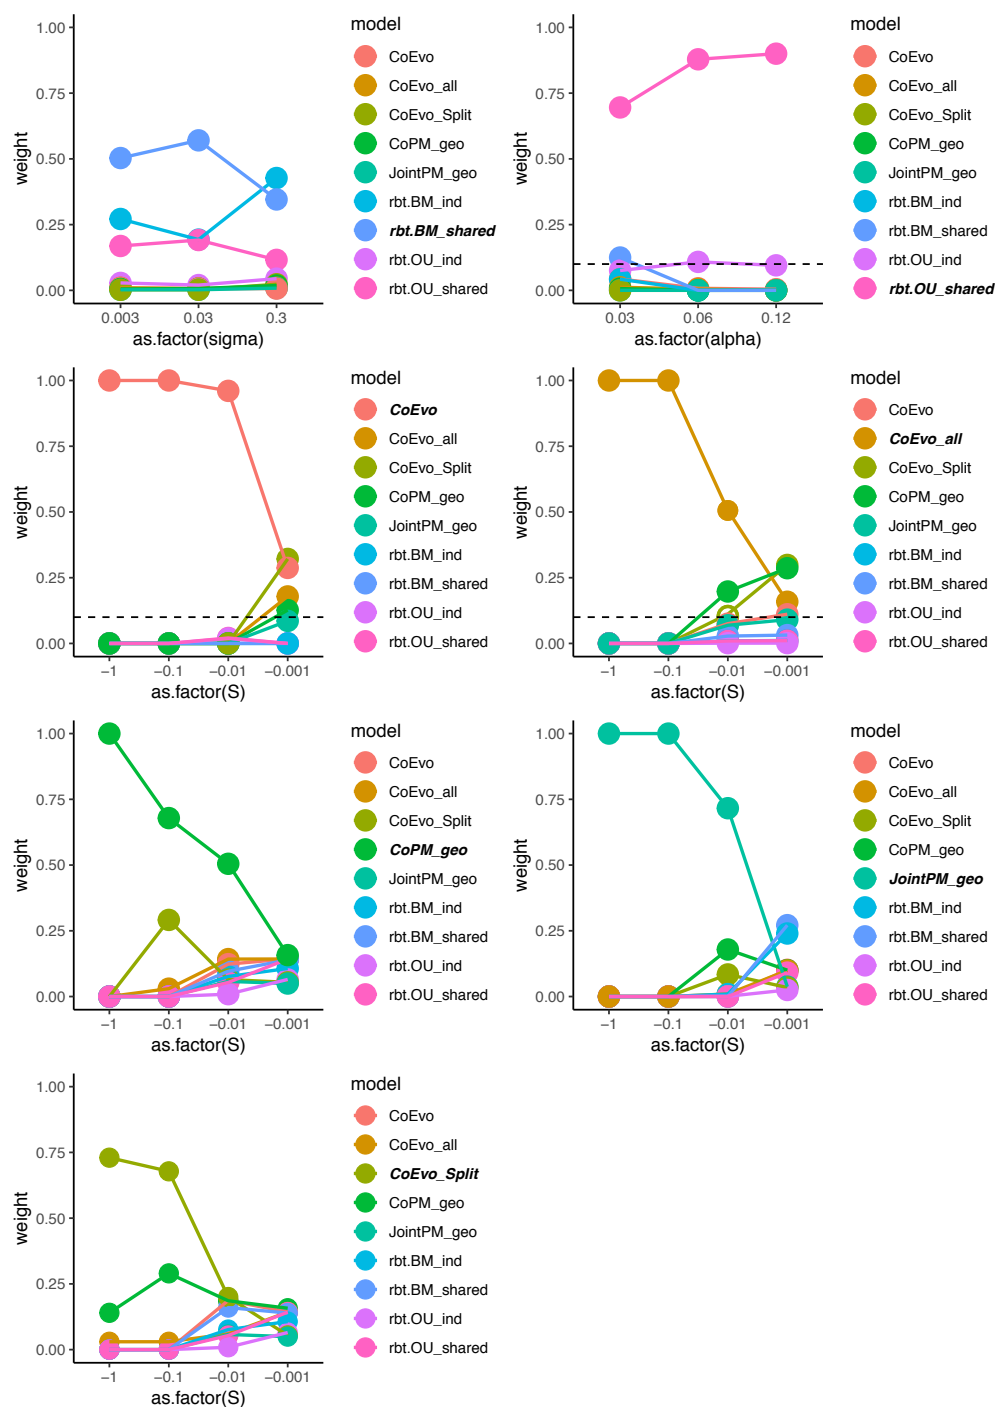 model
1.00
0.75
0.50
0.25
0.00
weight
0.003
0.03
0.3
as.factor(sigma)
CoEvo
CoEvo_all
CoEvo_Split
CoPM_geo
JointPM_geo
rbt.BM_ind
rbt.BM_shared
rbt.OU_ind
rbt.OU_shared
model
1.00
0.75
0.50
0.25
0.00
weight
0.03
0.06
0.12
as.factor(alpha)
CoEvo
CoEvo_all
CoEvo_Split
CoPM_geo
JointPM_geo
rbt.BM_ind
rbt.BM_shared
rbt.OU_ind
rbt.OU_shared
model
1.00
0.75
0.50
0.25
0.00
weight
−1
−0.1
−0.01
−0.001
as.factor(S)
CoEvo
CoEvo_all
CoEvo_Split
CoPM_geo
JointPM_geo
rbt.BM_ind
rbt.BM_shared
rbt.OU_ind
rbt.OU_shared
model
1.00
0.75
0.50
0.25
0.00
weight
−1
−0.1
−0.01
−0.001
as.factor(S)
CoEvo
CoEvo_all
CoEvo_Split
CoPM_geo
JointPM_geo
rbt.BM_ind
rbt.BM_shared
rbt.OU_ind
rbt.OU_shared
model
1.00
0.75
0.50
0.25
0.00
weight
−1
−0.1
−0.01
−0.001
as.factor(S)
CoEvo
CoEvo_all
CoEvo_Split
CoPM_geo
JointPM_geo
rbt.BM_ind
rbt.BM_shared
rbt.OU_ind
rbt.OU_shared
model
1.00
0.75
0.50
0.25
0.00
weight
−1
−0.1
−0.01
−0.001
as.factor(S)
CoEvo
CoEvo_all
CoEvo_Split
CoPM_geo
JointPM_geo
rbt.BM_ind
rbt.BM_shared
rbt.OU_ind
rbt.OU_shared
model
1.00
0.75
0.50
0.25
0.00
weight
−1
−0.1
−0.01
−0.001
as.factor(S)
CoEvo
CoEvo_all
CoEvo_Split
CoPM_geo
JointPM_geo
rbt.BM_ind
rbt.BM_shared
rbt.OU_ind
rbt.OU_shared